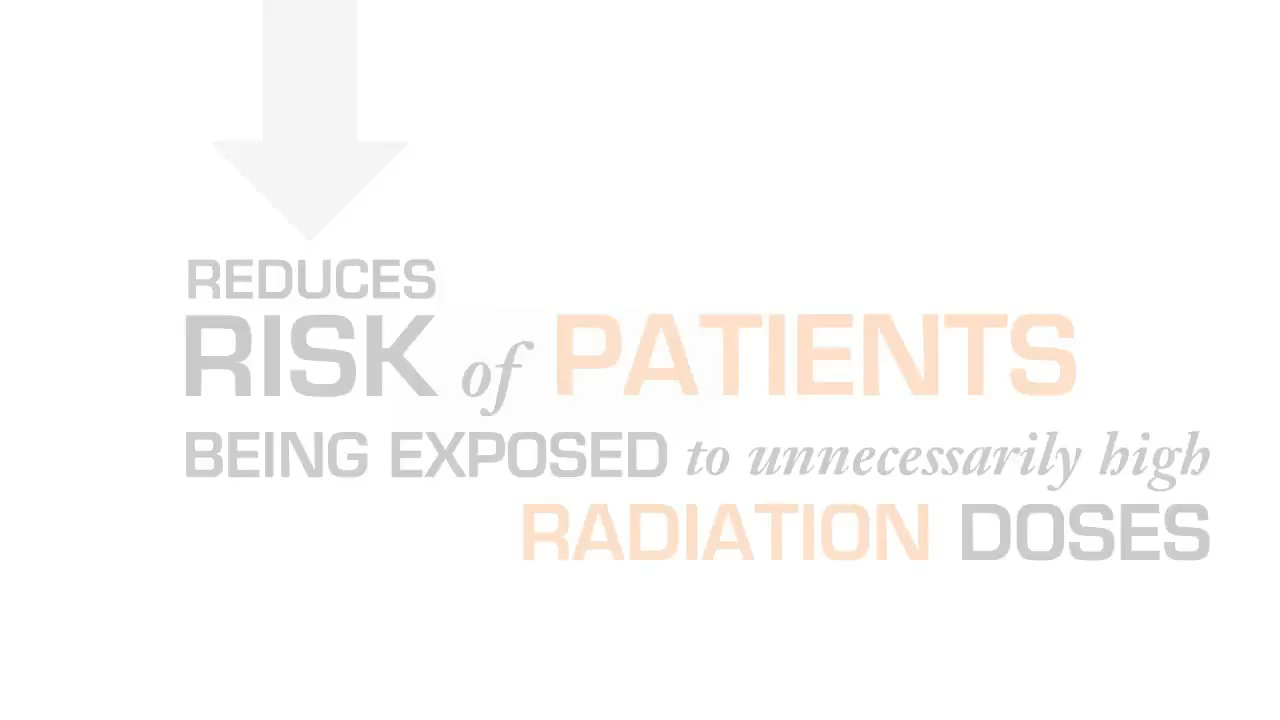 REDUCES
RISK of PATIENTS
BEING EXPOSED to unnecessarily high
RADIATION DOSES